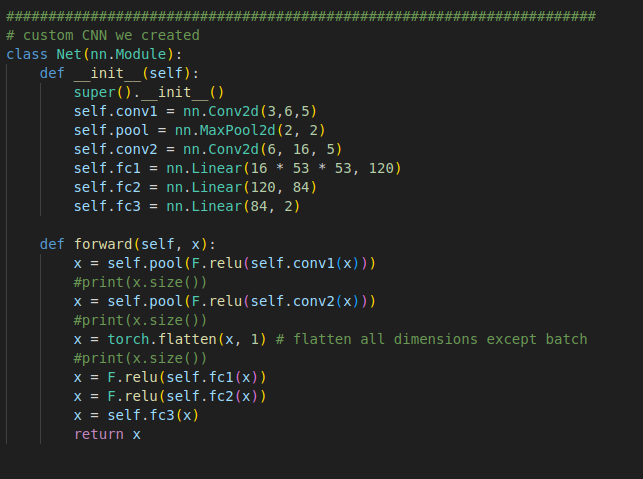 ######################################################################
# custom CNN we created
class Net(nn.Module):
    def __init__(self):
        super().__init__()
        self.conv1 = nn.Conv2d(3,6,5)
        self.pool = nn.MaxPool2d(2, 2)
        self.conv2 = nn.Conv2d(6, 16, 5)
        self.fc1 = nn.Linear(16 * 53 * 53, 120)
        self.fc2 = nn.Linear(120, 84)
        self.fc3 = nn.Linear(84, 2)

    def forward(self, x):
        x = self.pool(F.relu(self.conv1(x)))
        #print(x.size())
        x = self.pool(F.relu(self.conv2(x)))
        #print(x.size())
        x = torch.flatten(x, 1) # flatten all dimensions except batch
        #print(x.size())
        x = F.relu(self.fc1(x))
        x = F.relu(self.fc2(x))
        x = self.fc3(x)
        return x